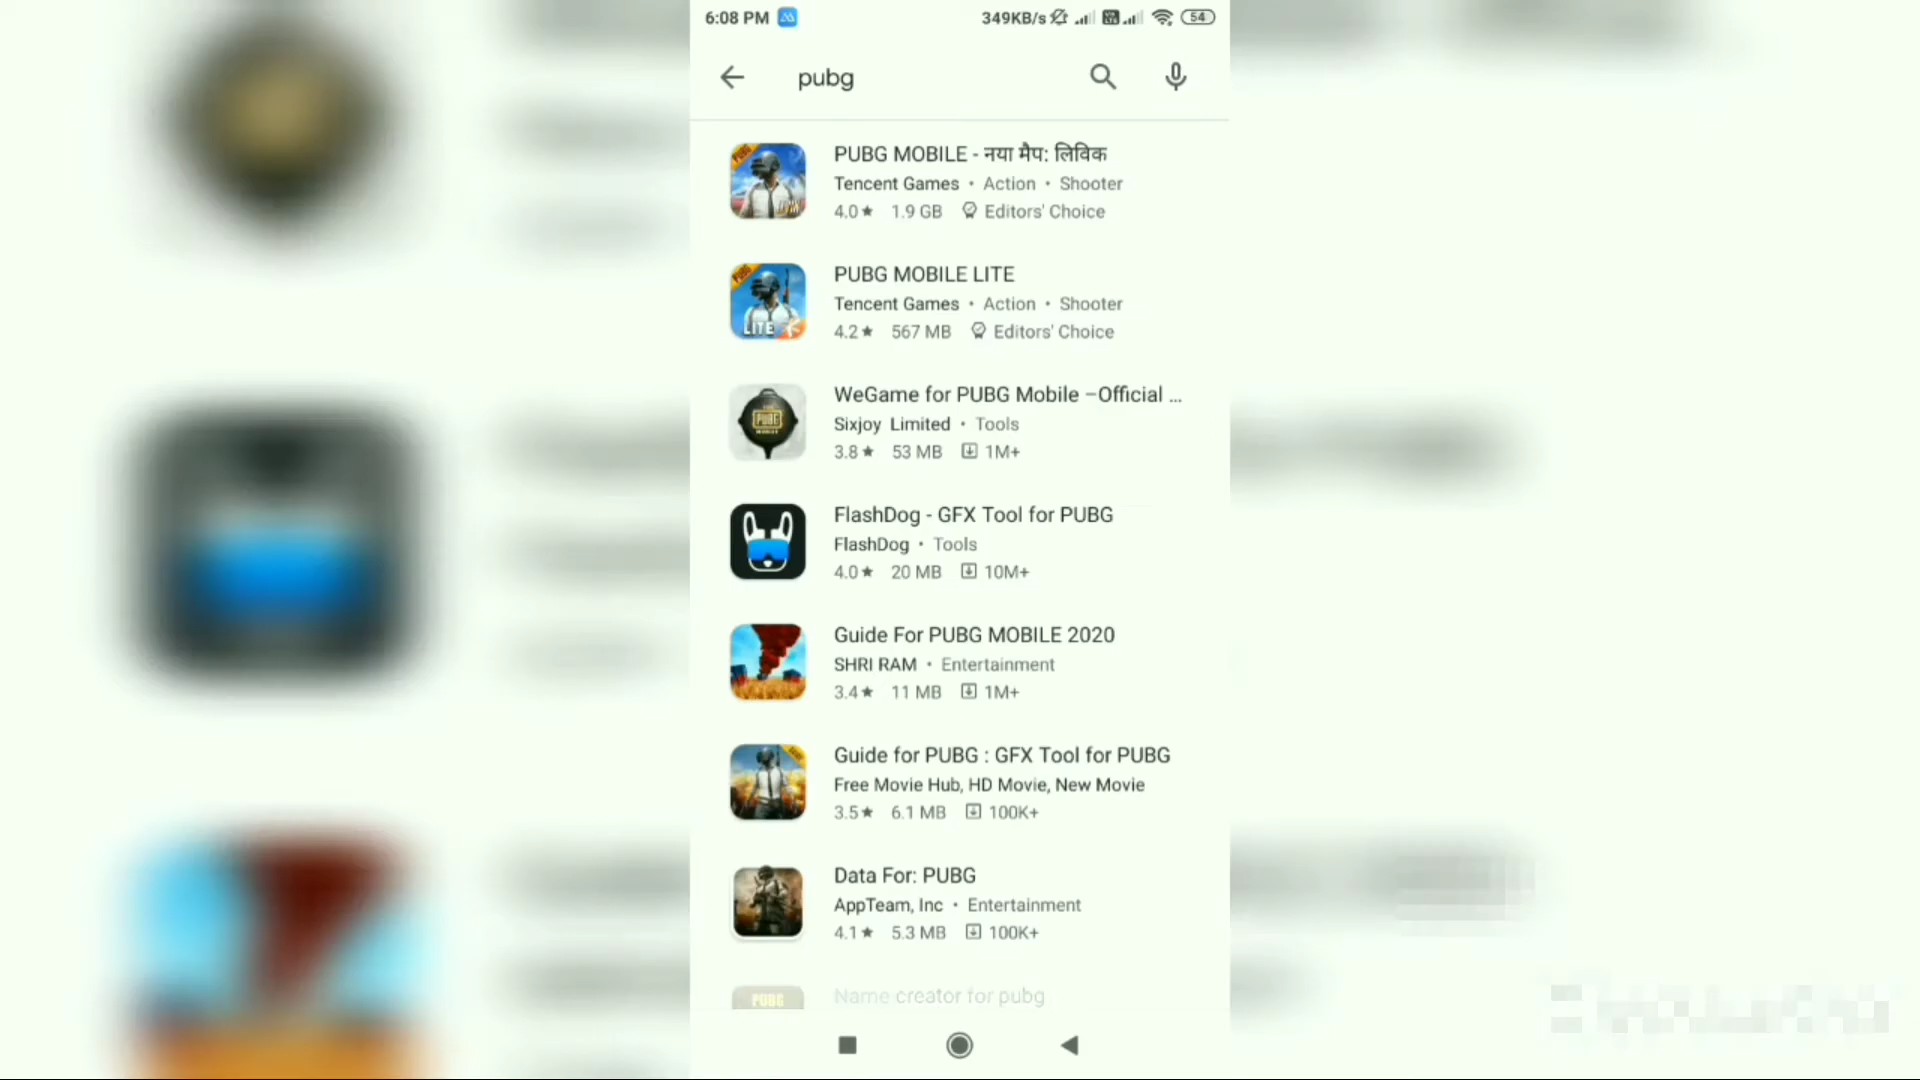 6:08 PM 349KB/s 54
pubg
PUBG MOBILE - नया मैप: लिविक
Tencent Games • Action • Shooter
4.0★ 1.9 GB Editors' Choice
PUBG MOBILE LITE
Tencent Games • Action • Shooter
4.2★ 567 MB Editors' Choice
LITE
WeGame for PUBG Mobile –Official ...
Sixjoy Limited • Tools
3.8★ 53 MB 1M+
FlashDog - GFX Tool for PUBG
FlashDog • Tools
4.0★ 20 MB 10M+
Guide For PUBG MOBILE 2020
SHRI RAM • Entertainment
3.4★ 11 MB 1M+
Guide for PUBG : GFX Tool for PUBG
Free Movie Hub, HD Movie, New Movie
3.5★ 6.1 MB 100K+
Data For: PUBG
AppTeam, Inc • Entertainment
4.1★ 5.3 MB 100K+
PUBG Name creator for pubg